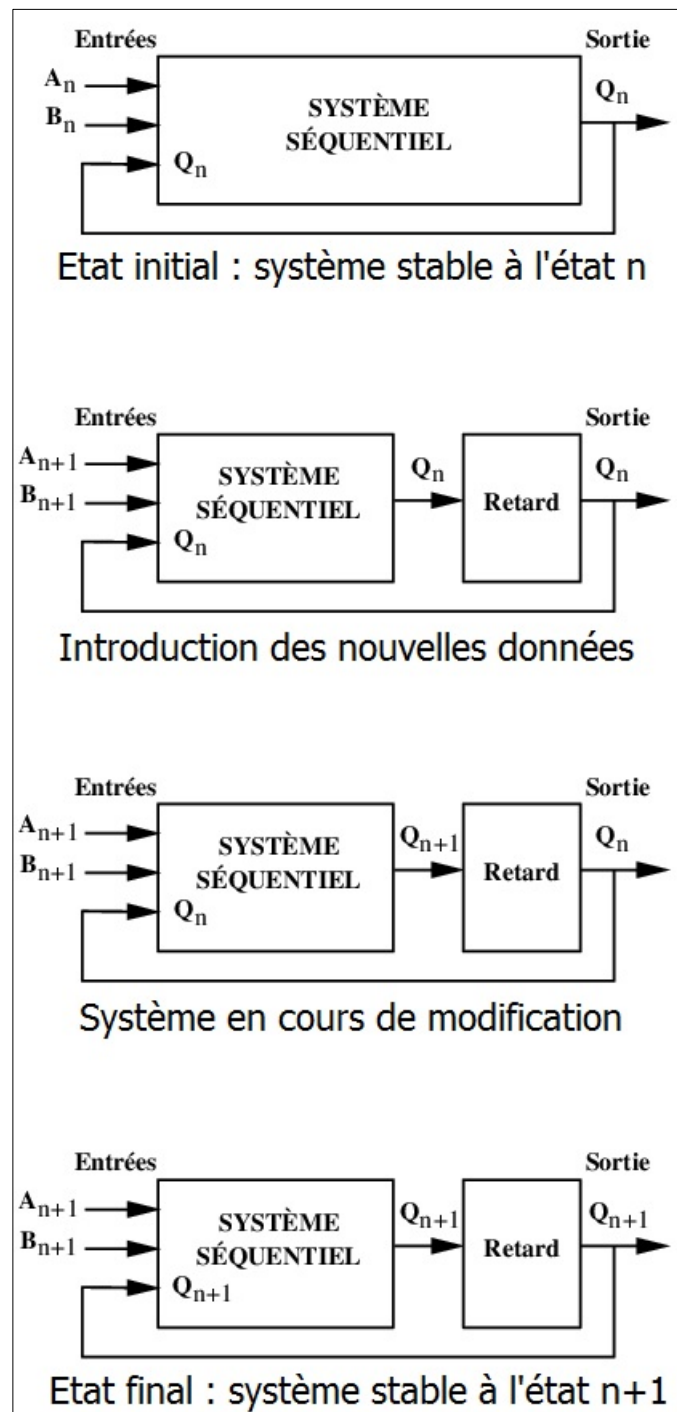 Entrées Sortie
Aₙ
Qₙ
Bₙ
SYSTÈME
SÉQUENTIEL
Qₙ
Etat initial : système stable à l'état n
Entrées Sortie
Aₙ₊₁
Qₙ Qₙ
Bₙ₊₁
SYSTÈME
SÉQUENTIEL
Retard
Qₙ
Introduction des nouvelles données
Entrées Sortie
Aₙ₊₁
Qₙ₊₁ Qₙ
Bₙ₊₁
SYSTÈME
SÉQUENTIEL
Retard
Qₙ
Système en cours de modification
Entrées Sortie
Aₙ₊₁
Qₙ₊₁ Qₙ₊₁
Bₙ₊₁
SYSTÈME
SÉQUENTIEL
Retard
Qₙ₊₁
Etat final : système stable à l'état n+1